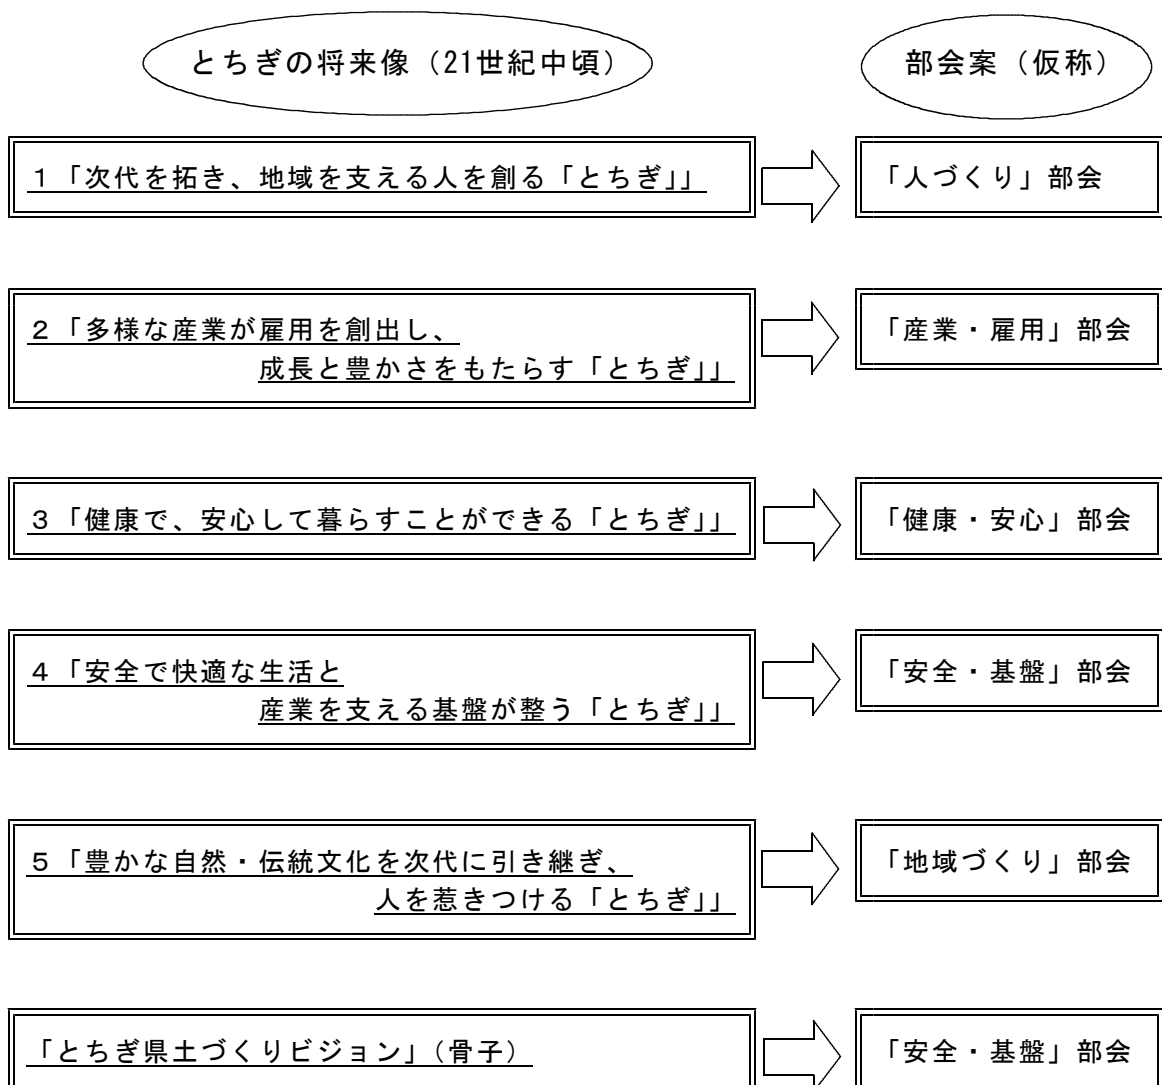 とちぎの将来像（21世紀中頃）
部会案（仮称）
１「次代を拓き、地域を支える人を創る「とちぎ」」
「人づくり」部会
２「多様な産業が雇用を創出し、
成長と豊かさをもたらす「とちぎ」」
「産業・雇用」部会
３「健康で、安心して暮らすことができる「とちぎ」」
「健康・安心」部会
４「安全で快適な生活と
産業を支える基盤が整う「とちぎ」」
「安全・基盤」部会
５「豊かな自然・伝統文化を次代に引き継ぎ、
人を惹きつける「とちぎ」」
「地域づくり」部会
「とちぎ県土づくりビジョン」（骨子）
「安全・基盤」部会